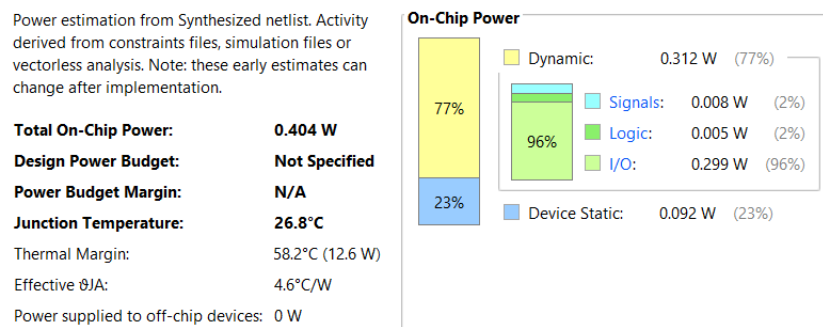 Power estimation from Synthesized netlist. Activity
derived from constraints files, simulation files or
vectorless analysis. Note: these early estimates can
change after implementation.
Total On-Chip Power: 0.404 W
Design Power Budget: Not Specified
Power Budget Margin: N/A
Junction Temperature: 26.8°C
Thermal Margin: 58.2°C (12.6 W)
Effective ϑJA: 4.6°C/W
Power supplied to off-chip devices: 0 W
On-Chip Power
77%
23%
Dynamic: 0.312 W (77%)
96%
Signals: 0.008 W (2%)
Logic: 0.005 W (2%)
I/O: 0.299 W (96%)
Device Static: 0.092 W (23%)